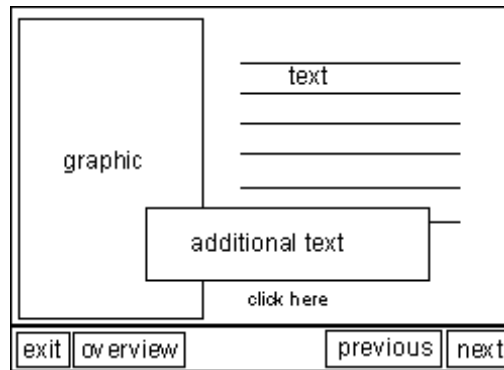 text
graphic
additional text
click here
exit overview previous next